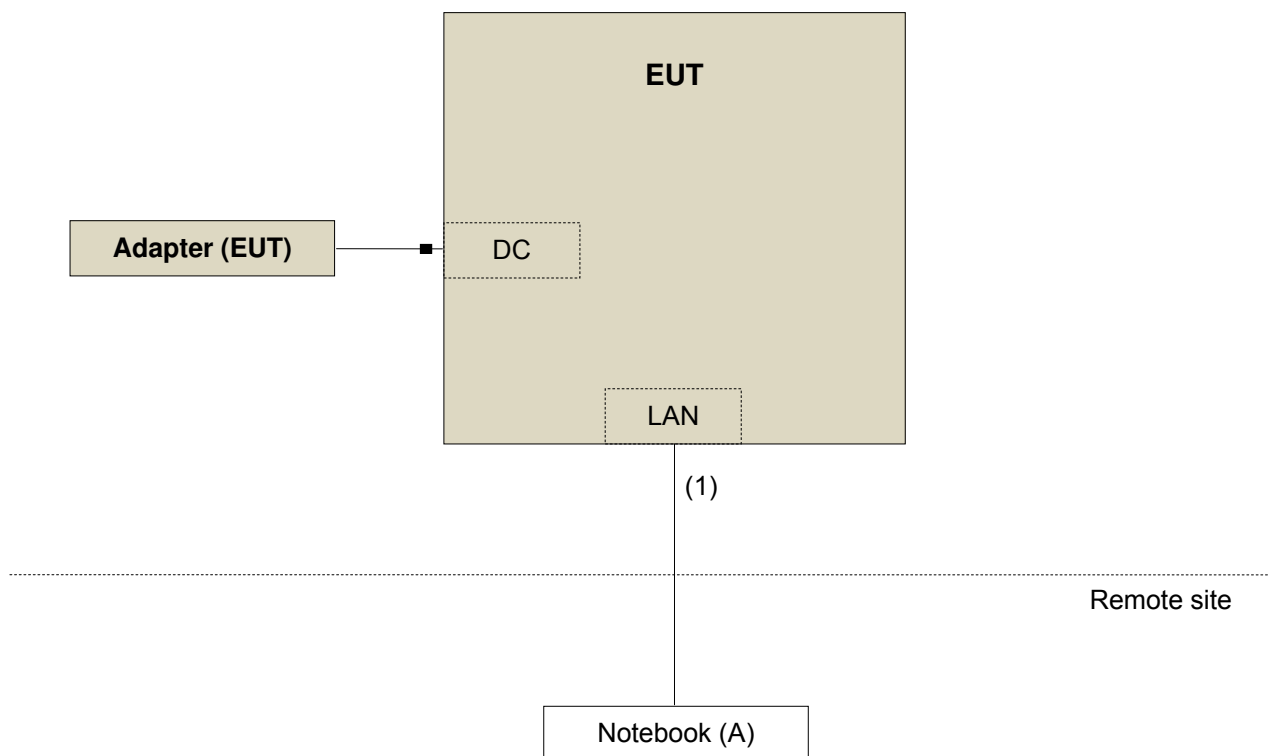 EUT
Adapter (EUT)
DC
LAN
(1)
Remote site
Notebook (A)